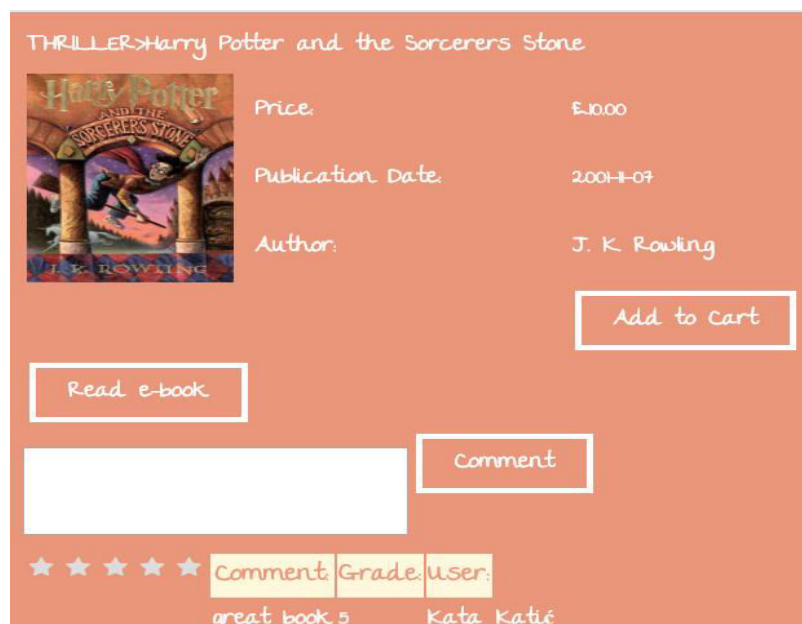 THRILLER>Harry Potter and the Sorcerers Stone
Harry Potter
AND THE
SORCERERS STONE
J. K. ROWLING
Price: £10.00
Publication Date: 2001-11-07
Author: J. K Rowling
Add to Cart
Read e-book
Comment
Comment: Grade: User:
great book 5 Kata Katić